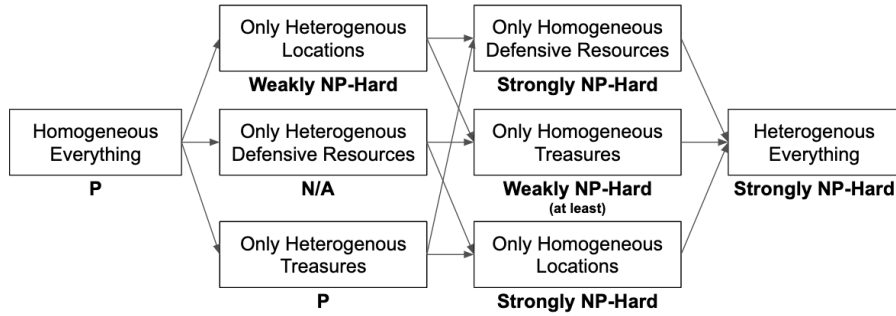 Homogeneous
Everything
P
Only Heterogenous
Locations
Weakly NP-Hard
Only Heterogenous
Defensive Resources
N/A
Only Heterogenous
Treasures
P
Only Homogeneous
Defensive Resources
Strongly NP-Hard
Only Homogeneous
Treasures
Weakly NP-Hard
(at least)
Only Homogeneous
Locations
Strongly NP-Hard
Heterogenous
Everything
Strongly NP-Hard